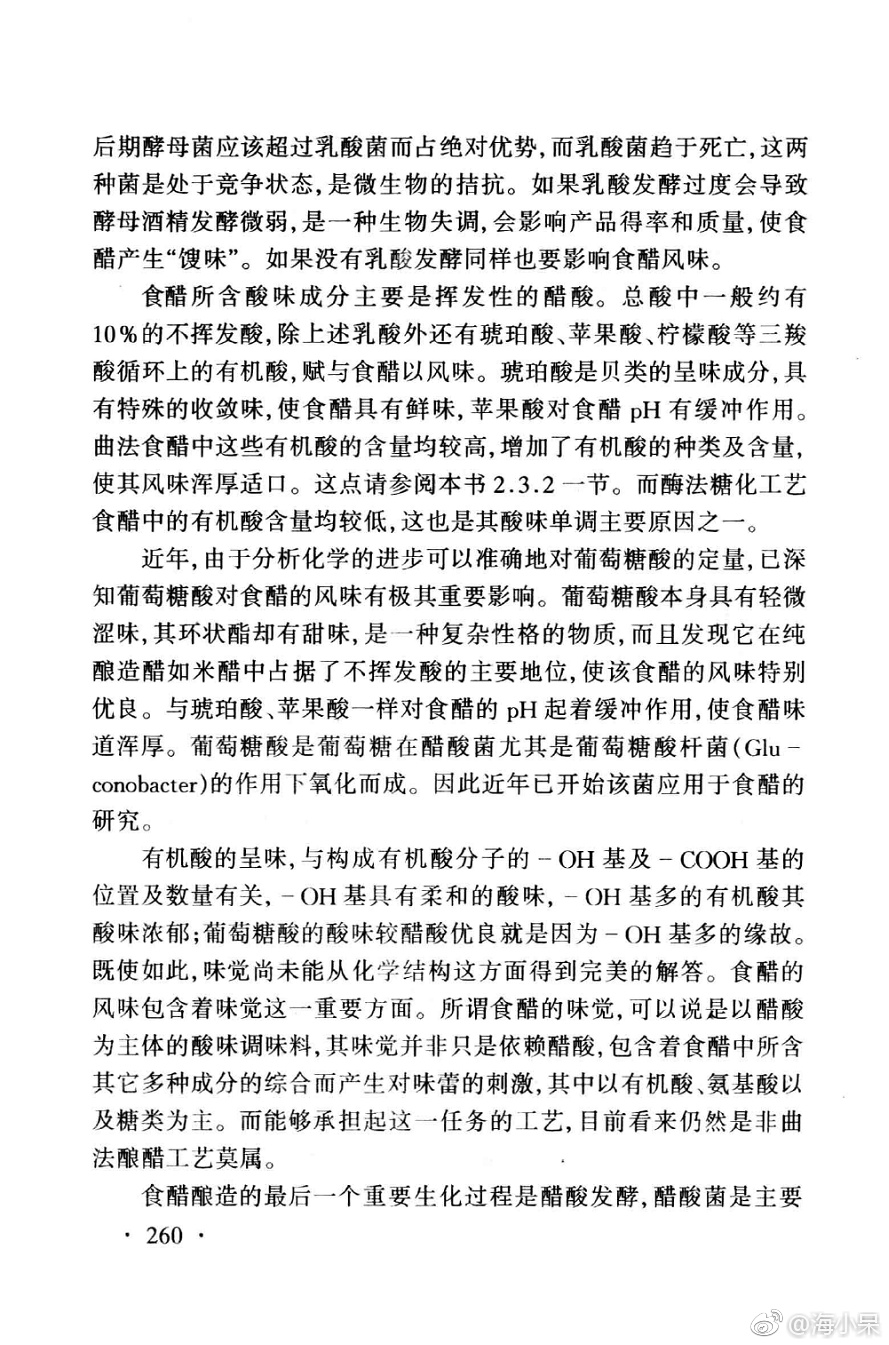 后期酵母菌应该超过乳酸菌而占绝对优势,而乳酸菌趋于死亡,这两
种菌是处于竞争状态,是微生物的拮抗。如果乳酸发酵过度会导致
酵母酒精发酵微弱,是一种生物失调,会影响产品得率和质量,使食
醋产生“馊味”。如果没有乳酸发酵同样也要影响食醋风味。
食醋所含酸味成分主要是挥发性的醋酸。总酸中一般约有
10%的不挥发酸,除上述乳酸外还有琥珀酸、苹果酸、柠檬酸等三羧
酸循环上的有机酸,赋与食醋以风味。琥珀酸是贝类的呈味成分,具
有特殊的收敛味,使食醋具有鲜味,苹果酸对食醋 pH 有缓冲作用。
曲法食醋中这些有机酸的含量均较高,增加了有机酸的种类及含量,
使其风味浑厚适口。这点请参阅本书 2.3.2 一节。而酶法糖化工艺
食醋中的有机酸含量均较低,这也是其酸味单调主要原因之一。
近年,由于分析化学的进步可以准确地对葡萄糖酸的定量,已深
知葡萄糖酸对食醋的风味有极其重要影响。葡萄糖酸本身具有轻微
涩味,其环状酯却有甜味,是一种复杂性格的物质,而且发现它在纯
酿造醋如米醋中占据了不挥发酸的主要地位,使该食醋的风味特别
优良。与琥珀酸、苹果酸一样对食醋的 pH 起着缓冲作用,使食醋味
道浑厚。葡萄糖酸是葡萄糖在醋酸菌尤其是葡萄糖酸杆菌(Glu-
conobacter)的作用下氧化而成。因此近年已开始该菌应用于食醋的
研究。
有机酸的呈味,与构成有机酸分子的 -OH 基及 -COOH 基的
位置及数量有关,-OH 基具有柔和的酸味,-OH 基多的有机酸其
酸味浓郁;葡萄糖酸的酸味较醋酸优良就是因为 -OH 基多的缘故。
既使如此,味觉尚未能从化学结构这方面得到完美的解答。食醋的
风味包含着味觉这一重要方面。所谓食醋的味觉,可以说是以醋酸
为主体的酸味调味料,其味觉并非只是依赖醋酸,包含着食醋中所含
其它多种成分的综合而产生对味蕾的刺激,其中以有机酸、氨基酸以
及糖类为主。而能够承担起这一任务的工艺,目前看来仍然是非曲
法酿醋工艺莫属。
食醋酿造的最后一个重要生化过程是醋酸发酵,醋酸菌是主要
· 260 ·
@海小呆